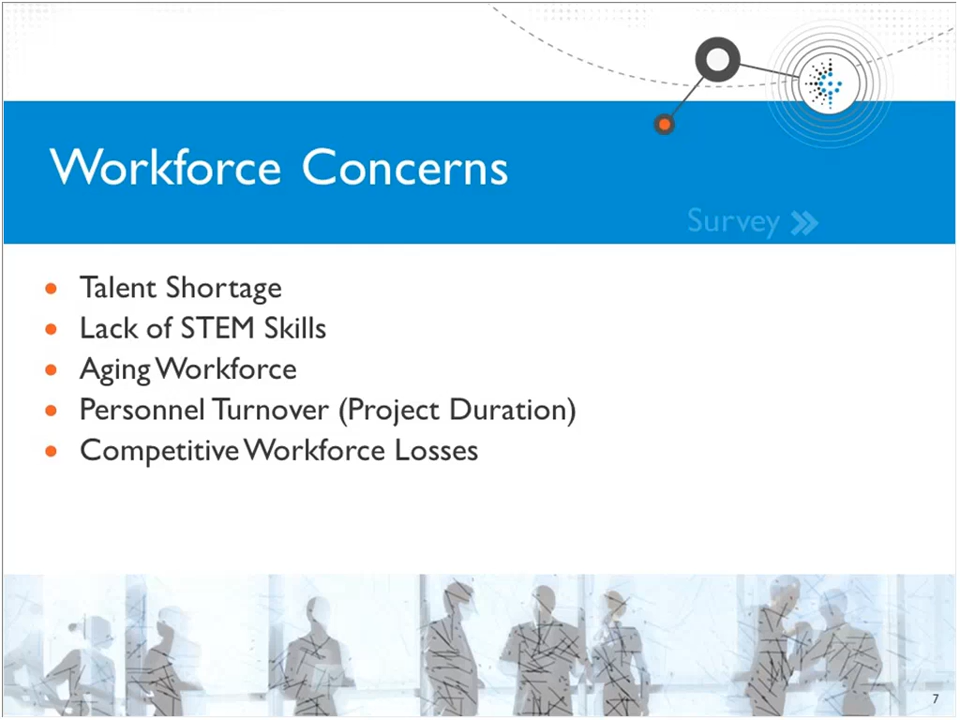 Workforce Concerns
Survey
Talent Shortage
Lack of STEM Skills
Aging Workforce
Personnel Turnover (Project Duration)
Competitive Workforce Losses
7